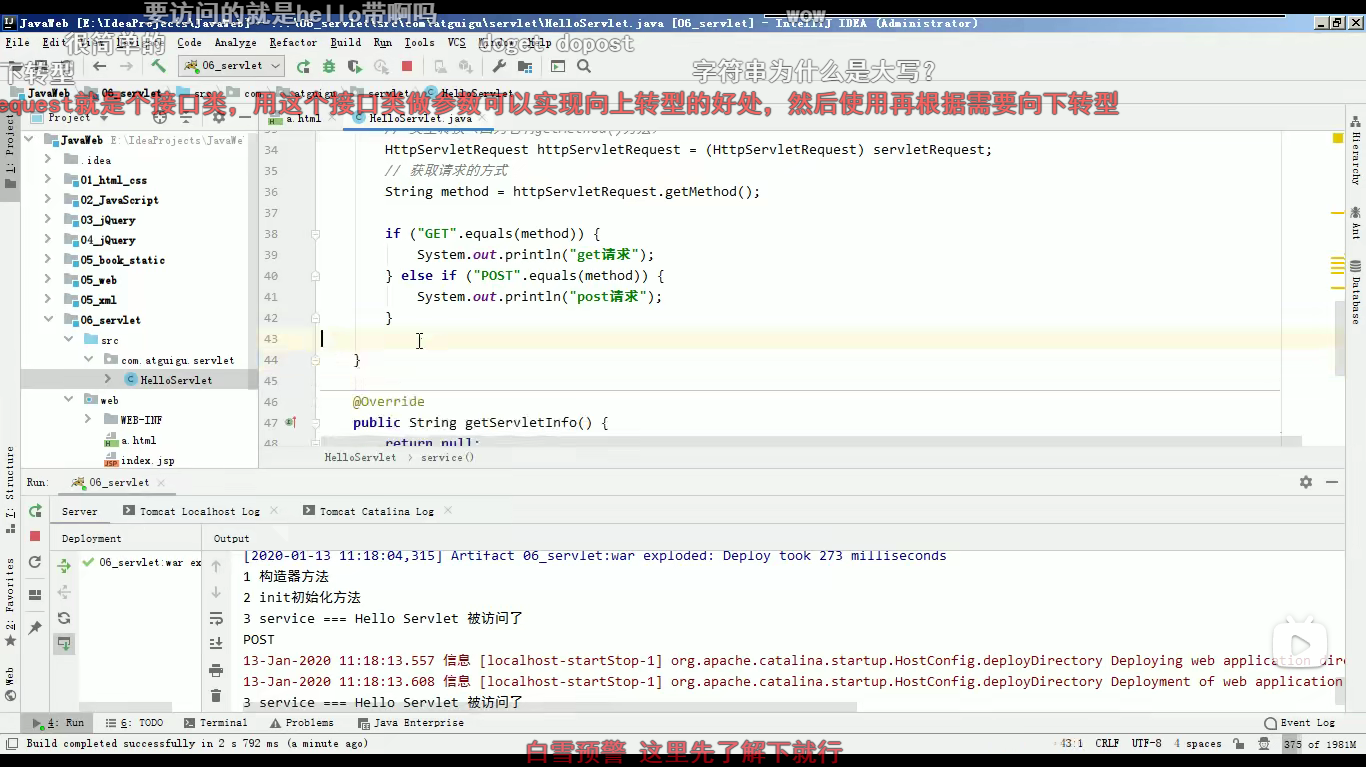 要访问的就是hello带啊吗
wow
JavaWeb [E:\IdeaProjects\JavaWeb] - ...\06_servlet\src\com\atguigu\servlet\HelloServlet.java [06_servlet] - IntelliJ IDEA (Administrator)
File Edit Code Analyze Refactor Build Run Tools VCS Window Help
很简单的
doget dopost
06_servlet
下转型
字符串为什么是大写？
JavaWeb 06_servlet src com atguigu servlet HelloServlet
equest就是个接口类，用这个接口类做参数可以实现向上转型的好处，然后使用再根据需要向下转型
Project
a.html
HelloServlet.java
1: Project
JavaWeb E:\IdeaProjects\JavaWe
.idea
01_html_css
02_JavaScript
03_jQuery
04_jQuery
05_book_static
05_web
05_xml
06_servlet
src
com.atguigu.servlet
HelloServlet
web
WEB-INF
a.html
index.jsp
34 HttpServletRequest httpServletRequest = (HttpServletRequest) servletRequest;
35 // 获取请求的方式
36 String method = httpServletRequest.getMethod();
37
38 if ("GET".equals(method)) {
39 System.out.println("get请求");
40 } else if ("POST".equals(method)) {
41 System.out.println("post请求");
42 }
43
44 }
45
46 @Override
47 public String getServletInfo() {
48 return null;
HelloServlet > service()
Hierarchy
Ant
Database
Run: 06_servlet
Server Tomcat Localhost Log Tomcat Catalina Log
Deployment Output
06_servlet:war ex
[2020-01-13 11:18:04,315] Artifact 06_servlet:war exploded: Deploy took 273 milliseconds
1 构造器方法
2 init初始化方法
3 service === Hello Servlet 被访问了
POST
13-Jan-2020 11:18:13.557 信息 [localhost-startStop-1] org.apache.catalina.startup.HostConfig.deployDirectory Deploying web application dire
13-Jan-2020 11:18:13.608 信息 [localhost-startStop-1] org.apache.catalina.startup.HostConfig.deployDirectory Deployment of web application
3 service === Hello Servlet 被访问了
7: Structure
2: Favorites
Web
4: Run 6: TODO Terminal Problems Java Enterprise Event Log
Build completed successfully in 2 s 792 ms (a minute ago)
43:1 CRLF UTF-8 4 spaces 375 of 1981M
白雪预警 这里先了解下就行